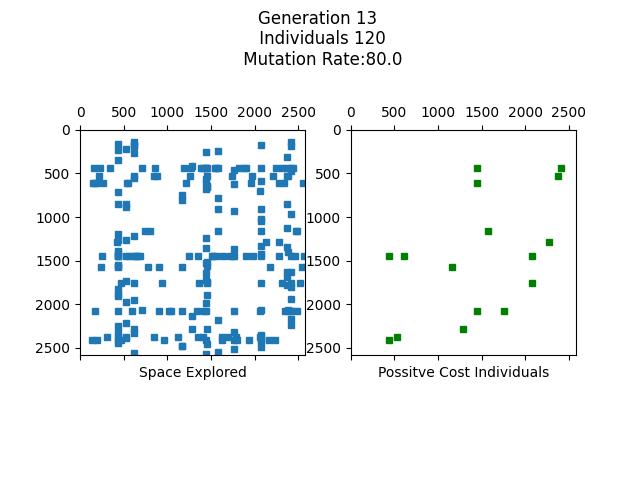 Generation 13
Individuals 120
Mutation Rate:80.0
0 500 1000 1500 2000 2500
0 500 1000 1500 2000 2500
0
500
1000
1500
2000
2500
0
500
1000
1500
2000
2500
Space Explored
Possitve Cost Individuals